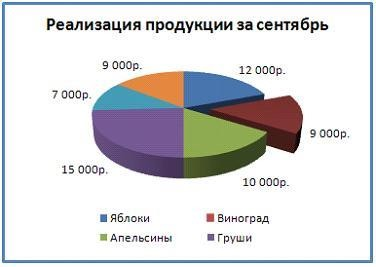 Реализация продукции за сентябрь
9 000р.
12 000р.
7 000р.
9 000р.
15 000р.
10 000р.
Яблоки Виноград
Апельсины Груши